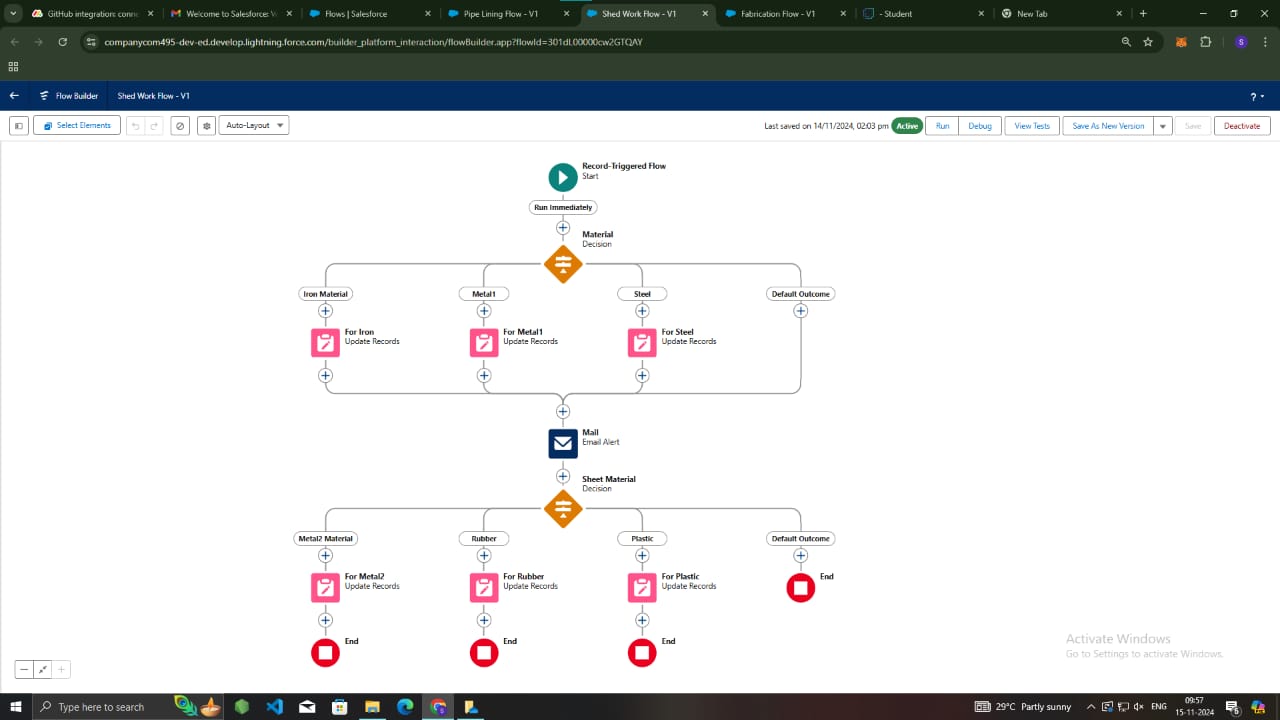 GitHub integration: conne
Welcome to Salesforce: V
Flows | Salesforce
Pipe Lining Flow - V1
Shed Work Flow - V1
Fabrication Flow - V1
- Student
New Tab
companycom495-dev-ed.develop.lightning.force.com/builder_platform_interaction/flowBuilder.app?flowId=301dL00000cw2GTQAY
S
Flow Builder
Shed Work Flow - V1
?
Select Elements
Auto-Layout
Last saved on 14/11/2024, 02:03 pm
Active
Run
Debug
View Tests
Save As New Version
Save
Deactivate
Record-Triggered Flow
Start
Run Immediately
Material
Decision
Iron Material
Metal1
Steel
Default Outcome
For Iron
Update Records
For Metal1
Update Records
For Steel
Update Records
Mail
Email Alert
Sheet Material
Decision
Metal2 Material
Rubber
Plastic
Default Outcome
For Metal2
Update Records
For Rubber
Update Records
For Plastic
Update Records
End
End
End
End
Activate Windows
Go to Settings to activate Windows.
Type here to search
29°C Partly sunny
ENG
09:57
15-11-2024